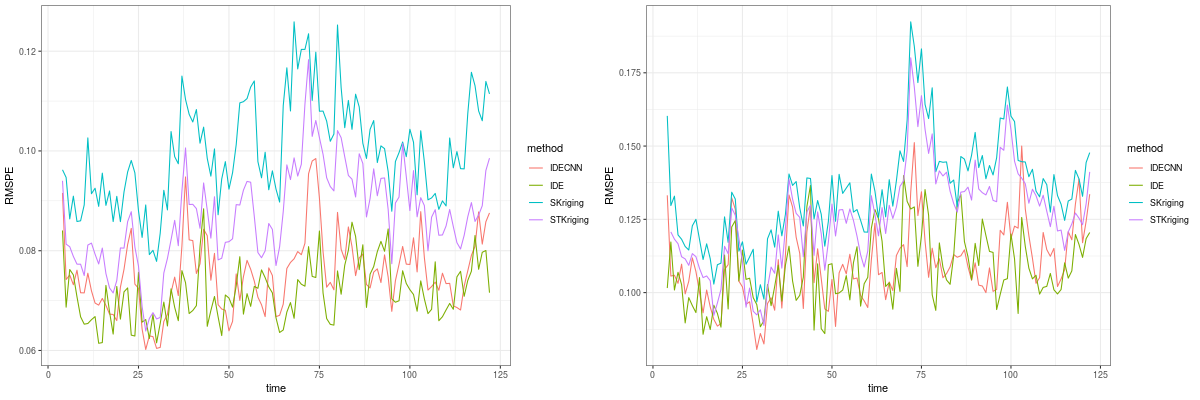 RMSPE
0.12
0.10
0.08
0.06
0
25
50
75
100
125
time
method
IDECNN
IDE
SKriging
STKriging
RMSPE
0.175
0.150
0.125
0.100
0
25
50
75
100
125
time
method
IDECNN
IDE
SKriging
STKriging